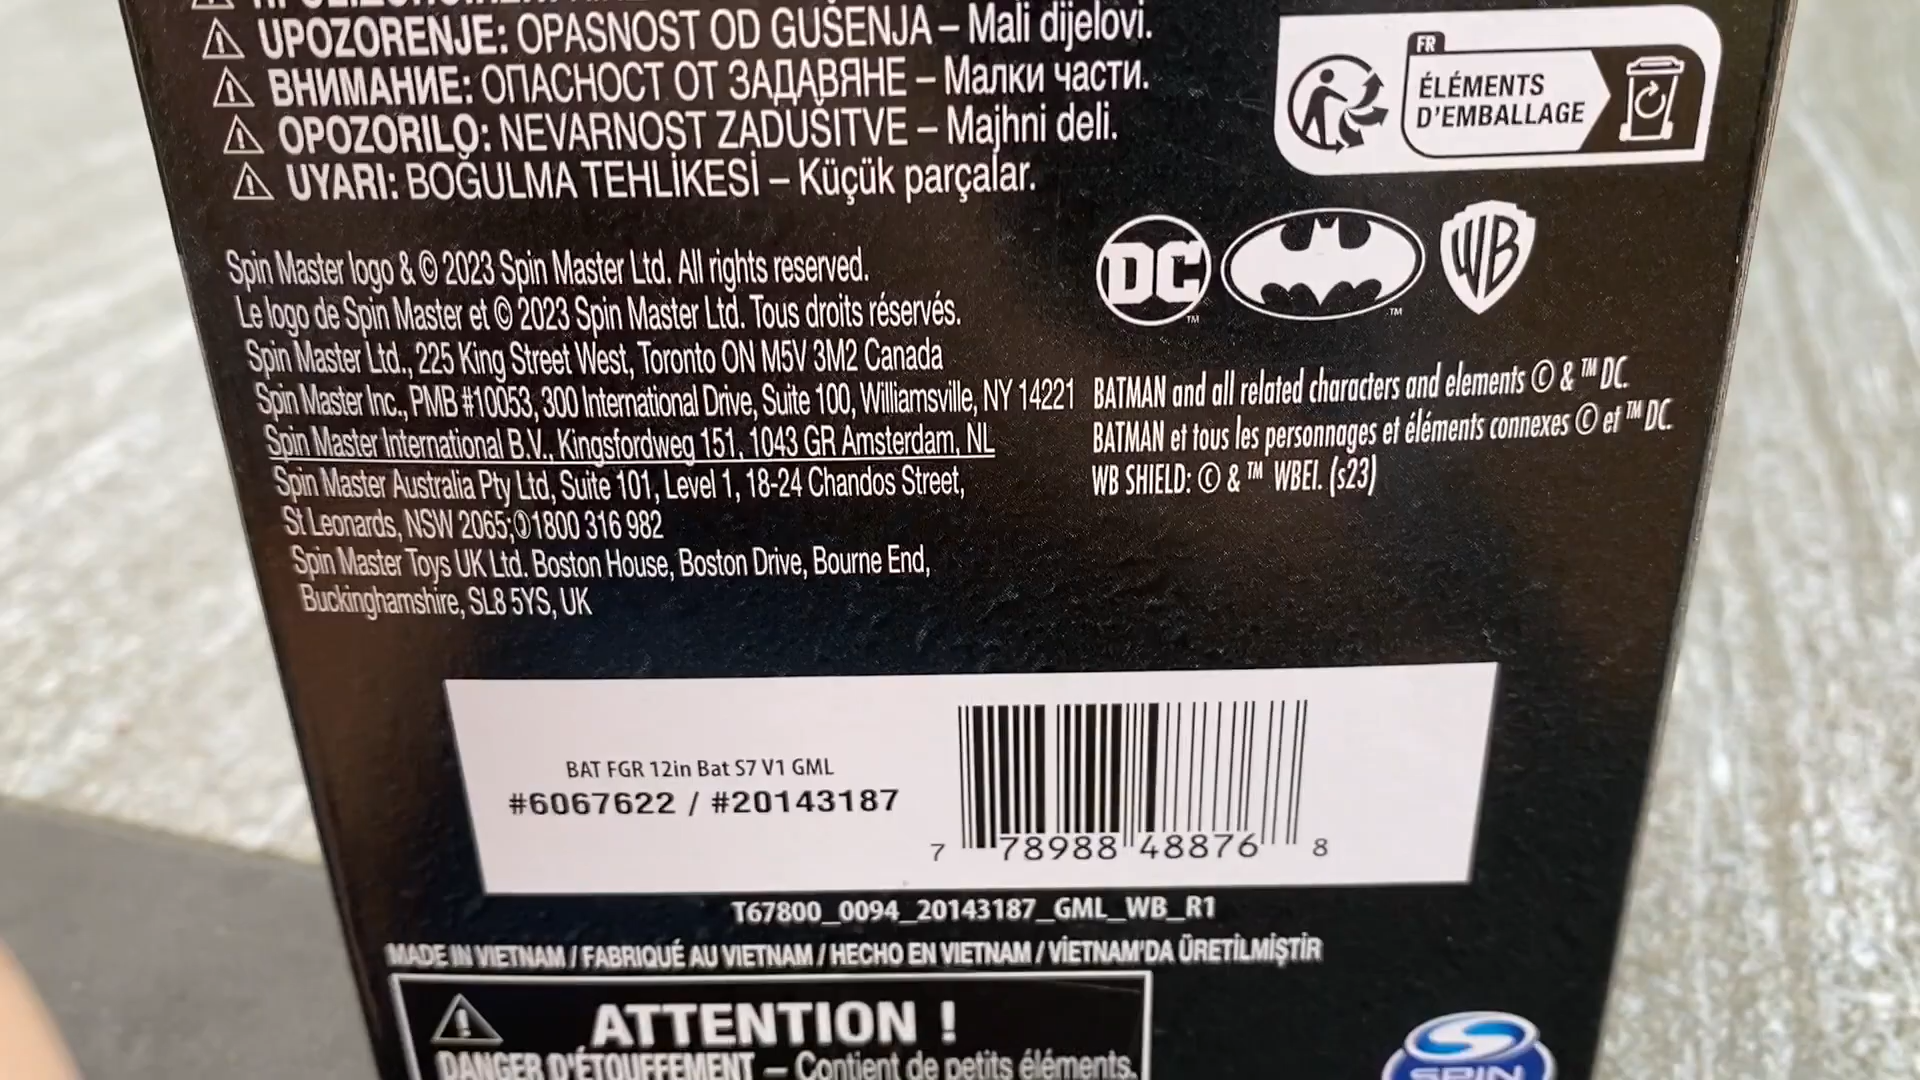 UPOZORENJE: OPASNOST OD GUŠENJA – Mali dijelovi.
ВНИМАНИЕ: ОПАСНОСТ ОТ ЗАДАВЯНЕ – Малки части.
OPOZORILO: NEVARNOST ZADUŠITVE – Majhni deli.
UYARI: BOĞULMA TEHLİKESİ – Küçük parçalar.
FR
ÉLÉMENTS
D'EMBALLAGE
DC
™
™
WB
Spin Master logo & © 2023 Spin Master Ltd. All rights reserved.
Le logo de Spin Master et © 2023 Spin Master Ltd. Tous droits réservés.
Spin Master Ltd., 225 King Street West, Toronto ON M5V 3M2 Canada
Spin Master Inc., PMB #10053, 300 International Drive, Suite 100, Williamsville, NY 14221
Spin Master International B.V., Kingsfordweg 151, 1043 GR Amsterdam, NL
Spin Master Australia Pty Ltd, Suite 101, Level 1, 18-24 Chandos Street,
St Leonards, NSW 2065; 1800 316 982
Spin Master Toys UK Ltd. Boston House, Boston Drive, Bourne End,
Buckinghamshire, SL8 5YS, UK
BATMAN and all related characters and elements © & ™ DC.
BATMAN et tous les personnages et éléments connexes © et ™ DC.
WB SHIELD: © & ™ WBEI. (s23)
BAT FGR 12in Bat S7 V1 GML
#6067622 / #20143187
7 78988 48876 8
T67800_0094_20143187_GML_WB_R1
MADE IN VIETNAM / FABRIQUÉ AU VIETNAM / HECHO EN VIETNAM / VİETNAM'DA ÜRETİLMİŞTİR
ATTENTION !
DANGER D'ÉTOUFFEMENT – Contient de petits éléments.
SPIN